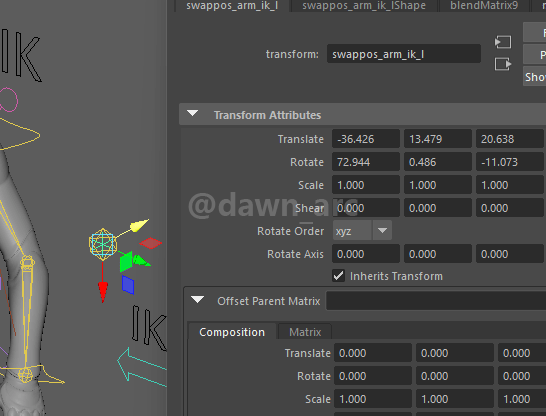 swappos_arm_ik_l swappos_arm_ik_lShape blendMatrix9
IK
transform: swappos_arm_ik_l
Sho
Transform Attributes
Translate -36.426 13.479 20.638
Rotate 72.944 0.486 -11.073
Scale 1.000 1.000 1.000
Shear 0.000 0.000 0.000
@dawn_arc
Rotate Order xyz
Rotate Axis 0.000 0.000 0.000
Inherits Transform
Offset Parent Matrix
IK
Composition Matrix
Translate 0.000 0.000 0.000
Rotate 0.000 0.000 0.000
Scale 1.000 1.000 1.000